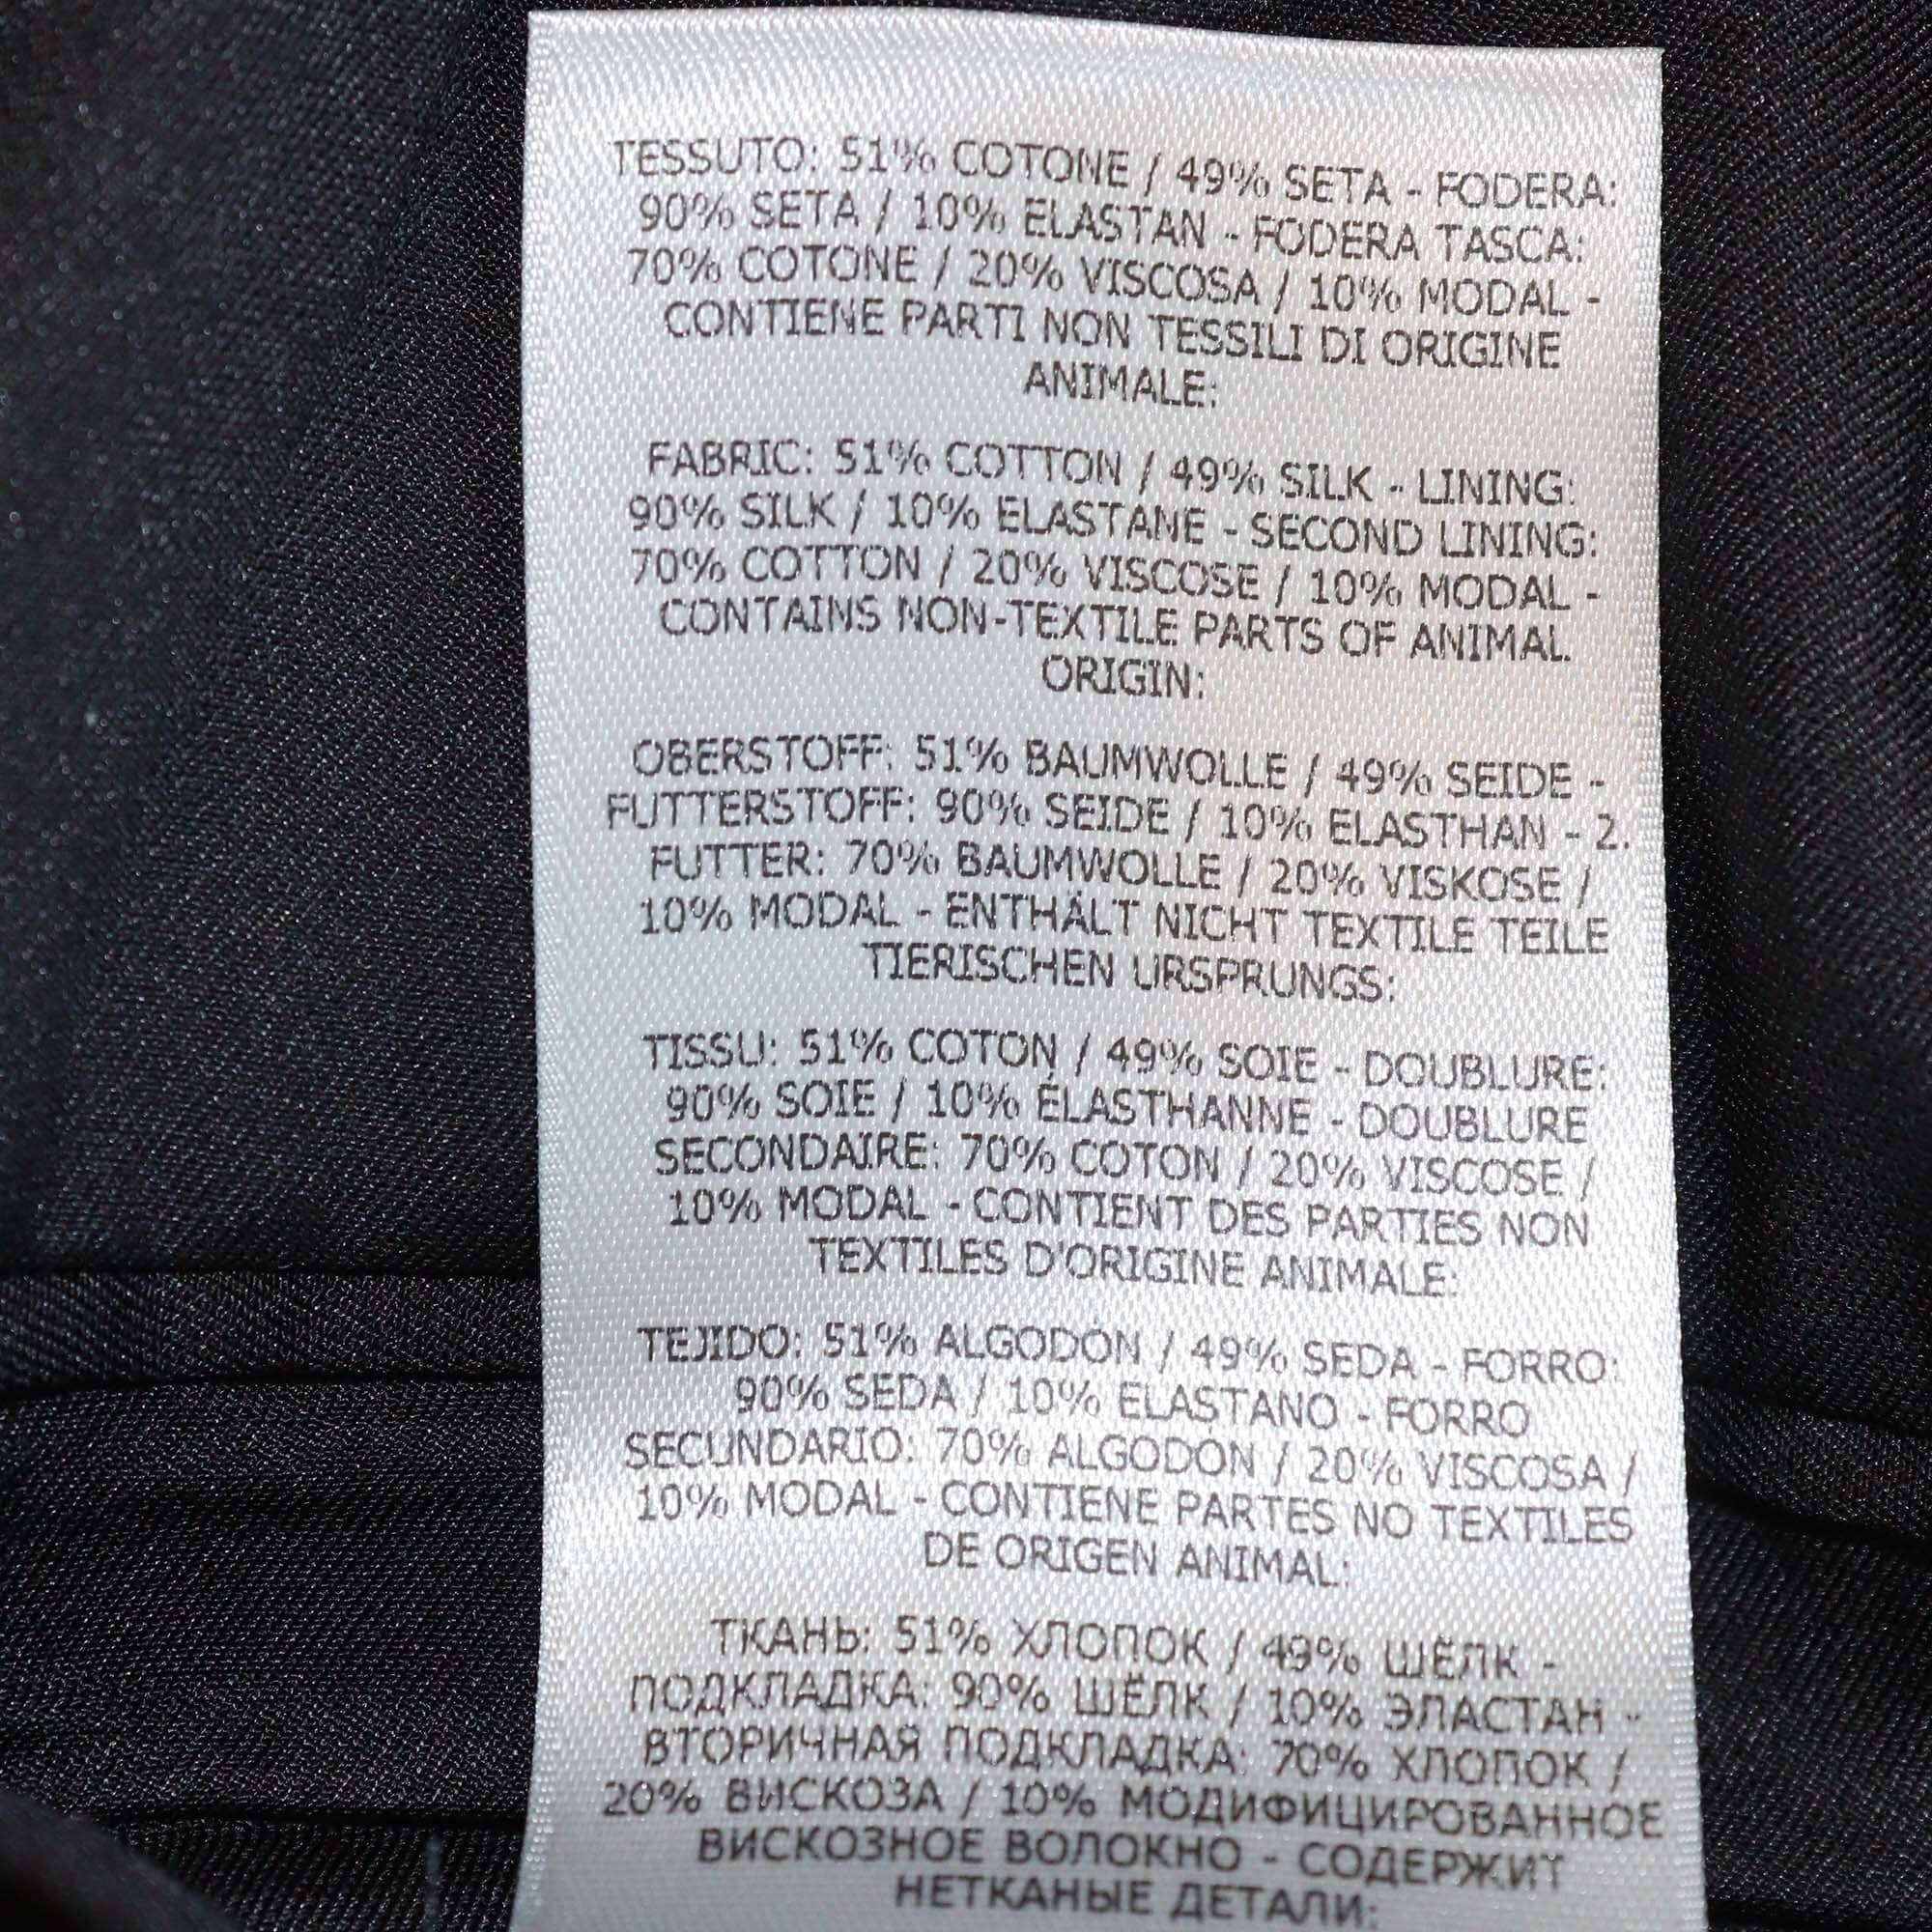 TESSUTO: 51% COTONE / 49% SETA - FODERA:
90% SETA / 10% ELASTAN - FODERA TASCA:
70% COTONE / 20% VISCOSA / 10% MODAL -
CONTIENE PARTI NON TESSILI DI ORIGINE
ANIMALE:
FABRIC: 51% COTTON / 49% SILK - LINING:
90% SILK / 10% ELASTANE - SECOND LINING:
70% COTTON / 20% VISCOSE / 10% MODAL -
CONTAINS NON-TEXTILE PARTS OF ANIMAL
ORIGIN:
OBERSTOFF: 51% BAUMWOLLE / 49% SEIDE -
FUTTERSTOFF: 90% SEIDE / 10% ELASTHAN - 2.
FUTTER: 70% BAUMWOLLE / 20% VISKOSE /
10% MODAL - ENTHÄLT NICHT TEXTILE TEILE
TIERISCHEN URSPRUNGS:
TISSU: 51% COTON / 49% SOIE - DOUBLURE:
90% SOIE / 10% ÉLASTHANNE - DOUBLURE
SECONDAIRE: 70% COTON / 20% VISCOSE /
10% MODAL - CONTIENT DES PARTIES NON
TEXTILES D'ORIGINE ANIMALE:
TEJIDO: 51% ALGODÓN / 49% SEDA - FORRO:
90% SEDA / 10% ELASTANO - FORRO
SECUNDARIO: 70% ALGODÓN / 20% VISCOSA /
10% MODAL - CONTIENE PARTES NO TEXTILES
DE ORIGEN ANIMAL:
ТКАНЬ: 51% ХЛОПОК / 49% ШЁЛК -
ПОДКЛАДКА: 90% ШЁЛК / 10% ЭЛАСТАН -
ВТОРИЧНАЯ ПОДКЛАДКА: 70% ХЛОПОК /
20% ВИСКОЗА / 10% МОДИФИЦИРОВАННОЕ
ВИСКОЗНОЕ ВОЛОКНО - СОДЕРЖИТ
НЕТКАНЫЕ ДЕТАЛИ: